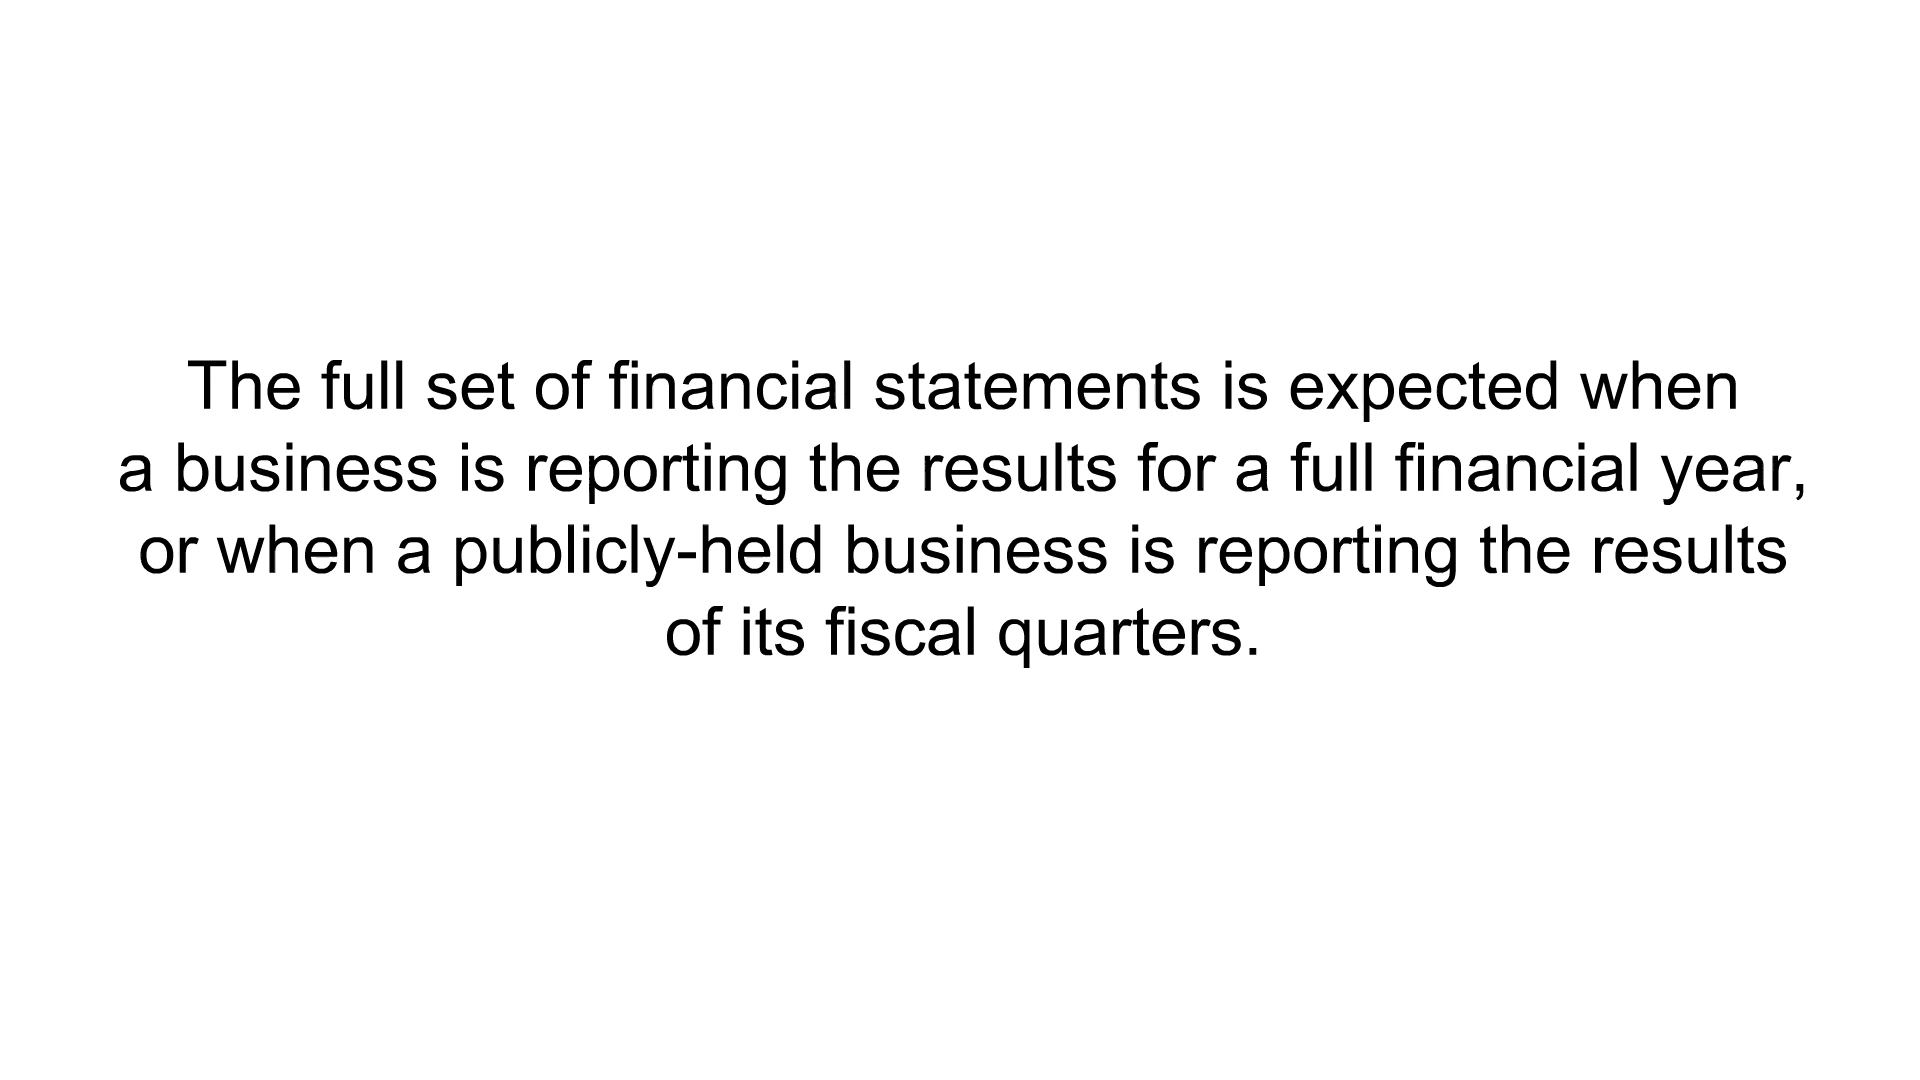 The full set of financial statements is expected when
a business is reporting the results for a full financial year,
or when a publicly-held business is reporting the results
of its fiscal quarters.